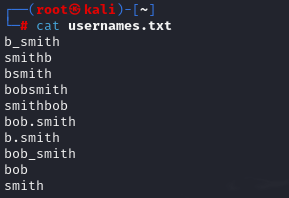 ┌──(root㉿kali)-[~]
└─# cat usernames.txt
b_smith
smithb
bsmith
bobsmith
smithbob
bob.smith
b.smith
bob_smith
bob
smith